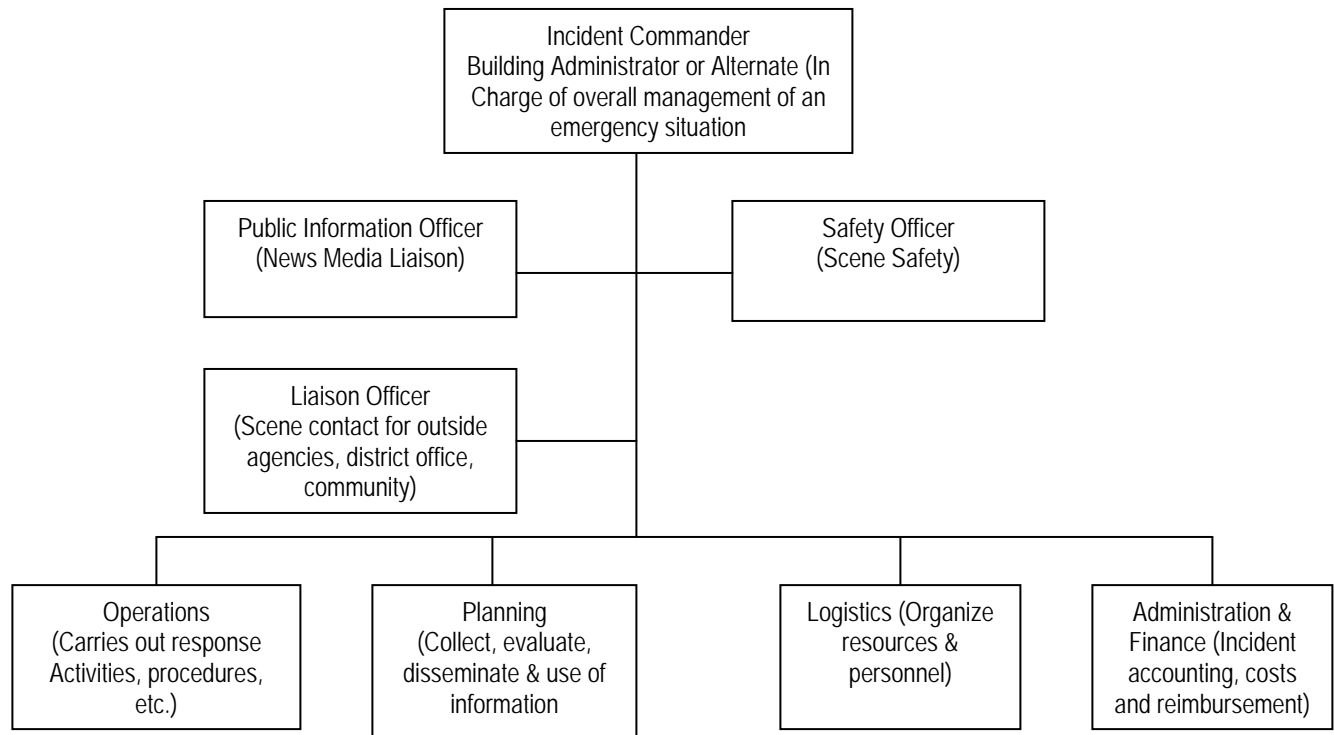 Incident Commander
Building Administrator or Alternate (In
Charge of overall management of an
emergency situation
Public Information Officer
(News Media Liaison)
Safety Officer
(Scene Safety)
Liaison Officer
(Scene contact for outside
agencies, district office,
community)
Operations
(Carries out response
Activities, procedures,
etc.)
Planning
(Collect, evaluate,
disseminate & use of
information
Logistics (Organize
resources &
personnel)
Administration &
Finance (Incident
accounting, costs
and reimbursement)